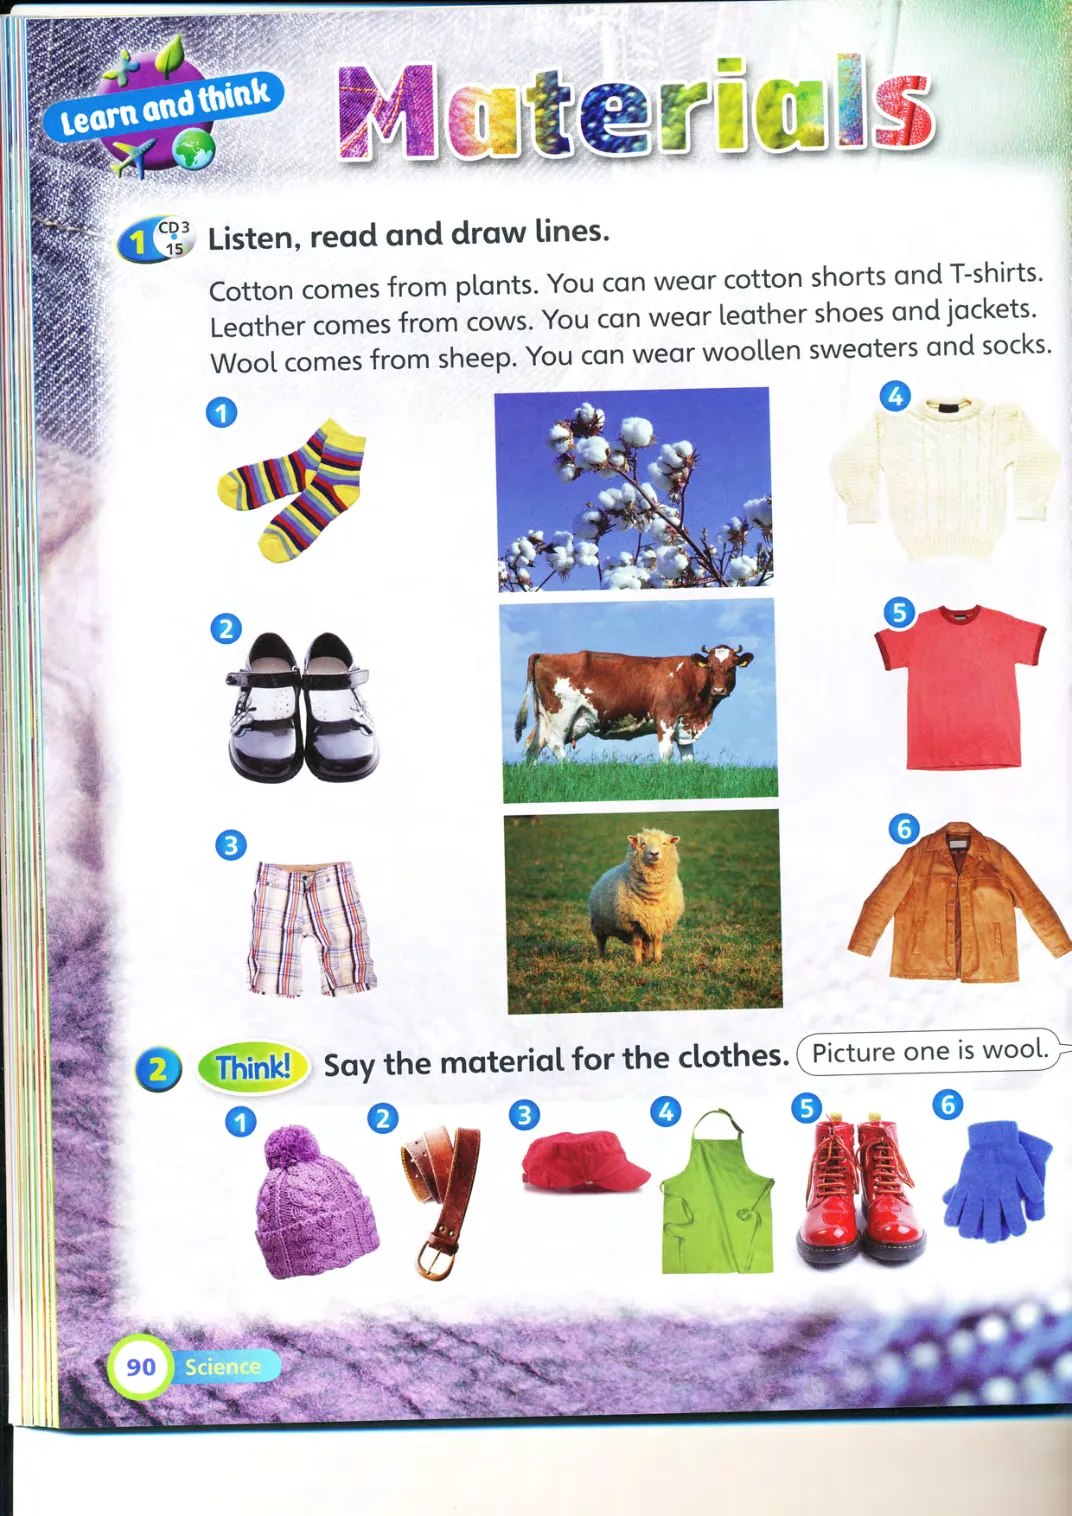 Learn and think
Materials
1 CD3 15 Listen, read and draw lines.
Cotton comes from plants. You can wear cotton shorts and T-shirts.
Leather comes from cows. You can wear leather shoes and jackets.
Wool comes from sheep. You can wear woollen sweaters and socks.
1
4
2
5
3
6
2 Think! Say the material for the clothes. Picture one is wool.
1
2
3
4
5
6
90 Science